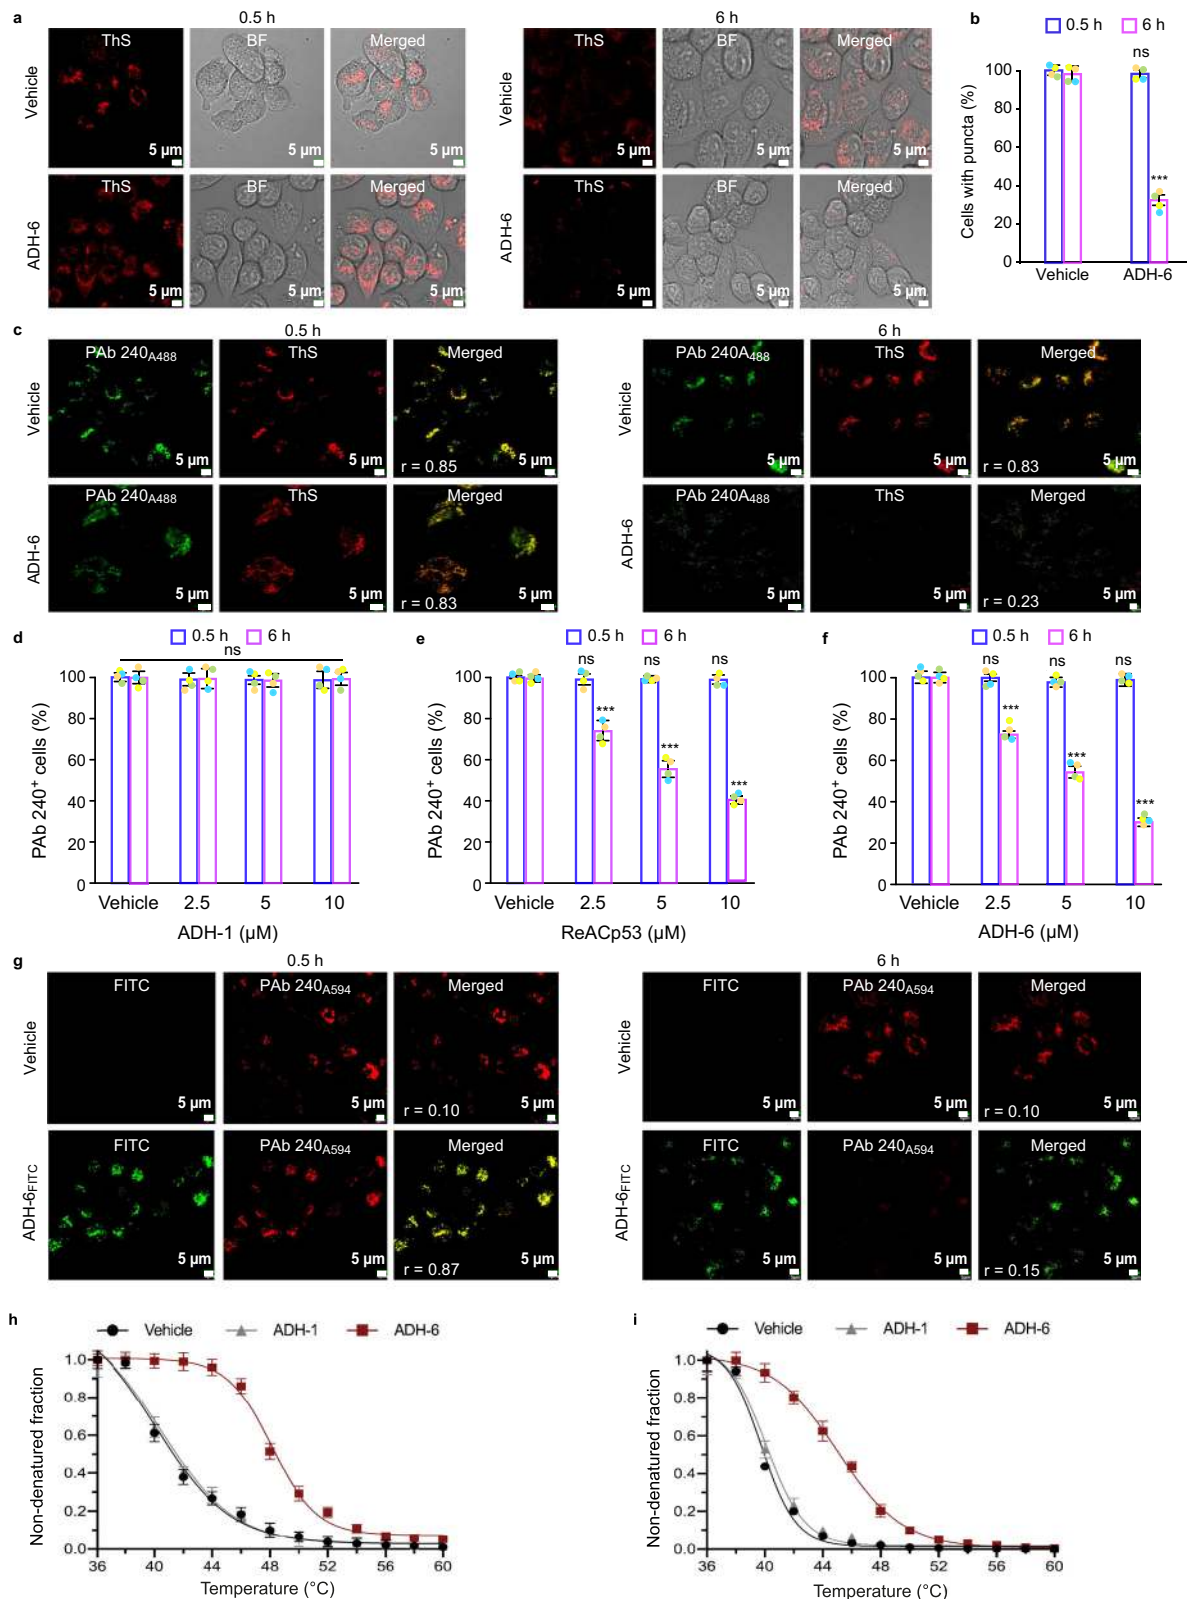 a
0.5 h
6 h
ThS
BF
Merged
ThS
BF
Merged
Vehicle
5 µm
5 µm
5 µm
Vehicle
5 µm
5 µm
5 µm
ThS
BF
Merged
ThS
BF
Merged
ADH-6
5 µm
5 µm
5 µm
ADH-6
5 µm
5 µm
5 µm
b
0.5 h
6 h
ns
***
Cells with puncta (%)
100
80
60
40
20
0
Vehicle
ADH-6
c
0.5 h
6 h
PAb 240A488
ThS
Merged
PAb 240A488
ThS
Merged
Vehicle
5 µm
5 µm
5 µm
r = 0.85
Vehicle
5 µm
5 µm
5 µm
r = 0.83
PAb 240A488
ThS
Merged
PAb 240A488
ThS
Merged
ADH-6
5 µm
5 µm
5 µm
r = 0.83
ADH-6
5 µm
5 µm
5 µm
r = 0.23
d
0.5 h
6 h
ns
PAb 240+ cells (%)
100
80
60
40
20
0
Vehicle
2.5
5
10
ADH-1 (µM)
e
0.5 h
6 h
ns
ns
ns
***
***
***
PAb 240+ cells (%)
100
80
60
40
20
0
Vehicle
2.5
5
10
ReACp53 (µM)
f
0.5 h
6 h
ns
ns
ns
***
***
***
PAb 240+ cells (%)
100
80
60
40
20
0
Vehicle
2.5
5
10
ADH-6 (µM)
g
0.5 h
6 h
FITC
PAb 240A594
Merged
FITC
PAb 240A594
Merged
Vehicle
5 µm
5 µm
5 µm
r = 0.10
Vehicle
5 µm
5 µm
5 µm
r = 0.10
FITC
PAb 240A594
Merged
FITC
PAb 240A594
Merged
ADH-6FITC
5 µm
5 µm
5 µm
r = 0.87
ADH-6FITC
5 µm
5 µm
5 µm
r = 0.15
h
Vehicle
ADH-1
ADH-6
Non-denatured fraction
1.0
0.8
0.6
0.4
0.2
0.0
36
40
44
48
52
56
60
Temperature (°C)
i
Vehicle
ADH-1
ADH-6
Non-denatured fraction
1.0
0.8
0.6
0.4
0.2
0.0
36
40
44
48
52
56
60
Temperature (°C)